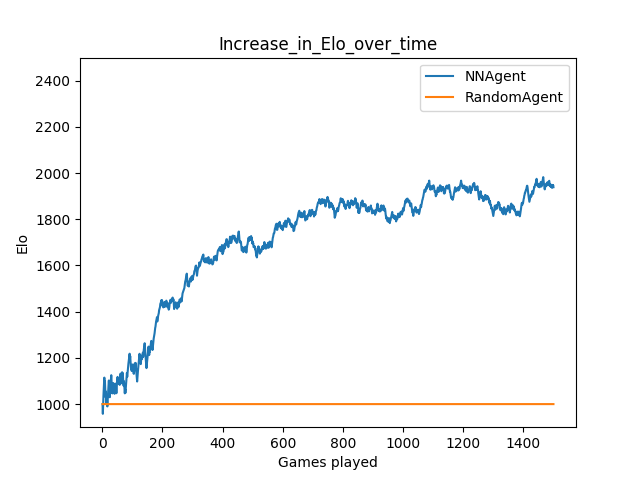 Increase_in_Elo_over_time
NNAgent
RandomAgent
2400
2200
2000
1800
1600
1400
1200
1000
Elo
0 200 400 600 800 1000 1200 1400
Games played